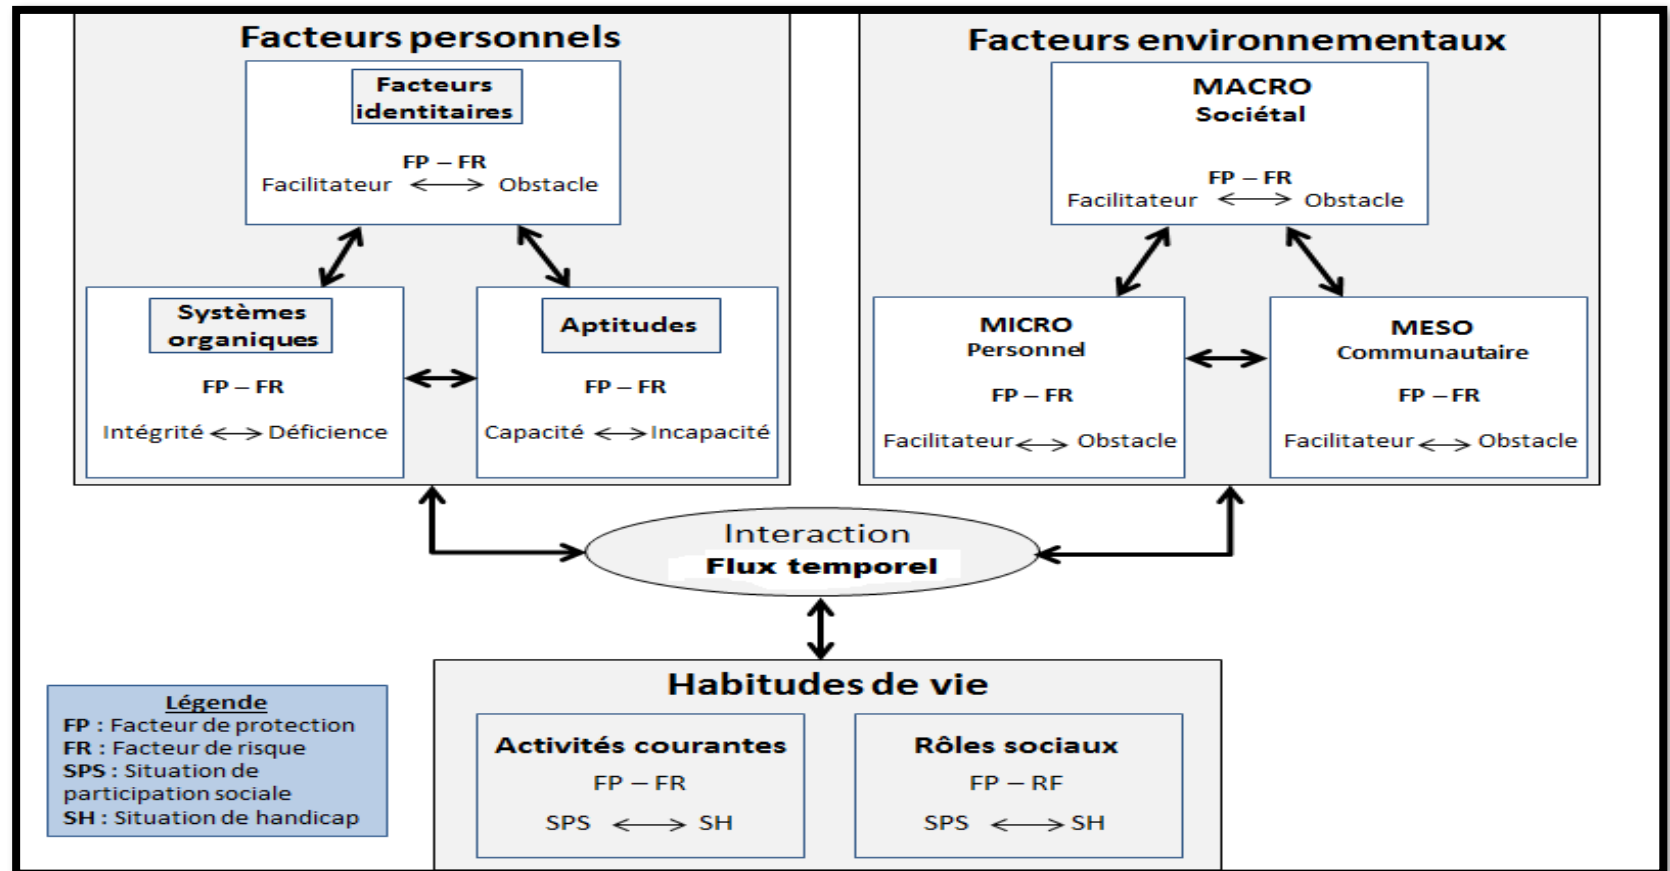 Facteurs personnels
Facteurs
identitaires
FP – FR
Facilitateur Obstacle
Systèmes
organiques
FP – FR
Intégrité Déficience
Aptitudes
FP – FR
Capacité Incapacité
Facteurs environnementaux
MACRO
Sociétal
FP – FR
Facilitateur Obstacle
MICRO
Personnel
FP – FR
Facilitateur Obstacle
MESO
Communautaire
FP – FR
Facilitateur Obstacle
Interaction
Flux temporel
Habitudes de vie
Activités courantes
FP – FR
SPS SH
Rôles sociaux
FP – RF
SPS SH
Légende
FP : Facteur de protection
FR : Facteur de risque
SPS : Situation de
participation sociale
SH : Situation de handicap